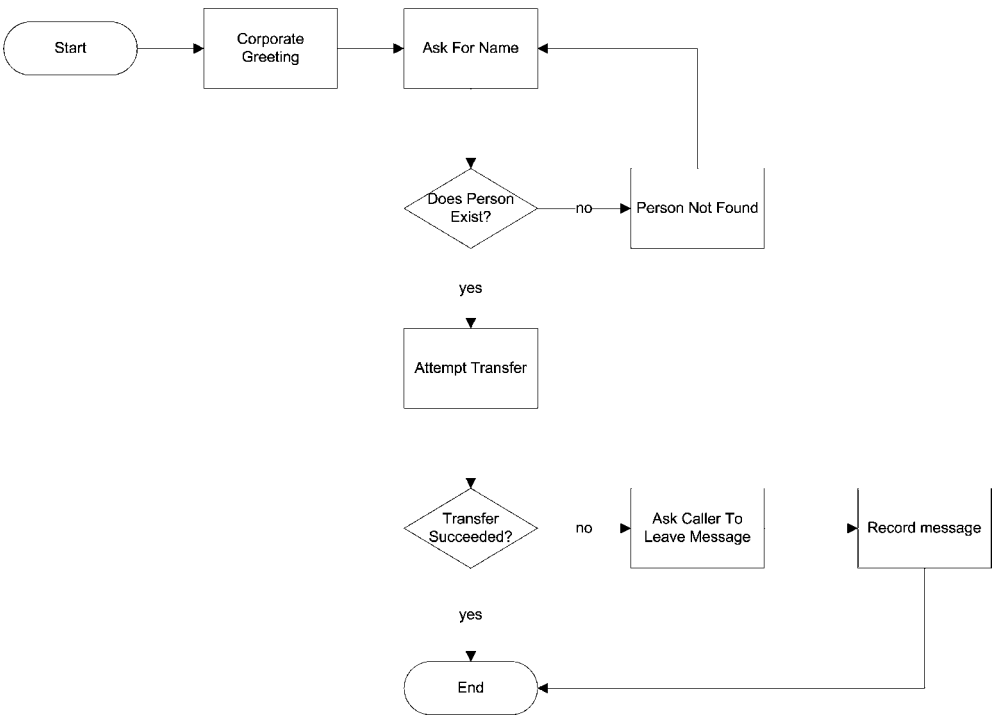 Start
Corporate
Greeting
Ask For Name
Does Person
Exist?
no
Person Not Found
yes
Attempt Transfer
Transfer
Succeeded?
no
Ask Caller To
Leave Message
Record message
yes
End